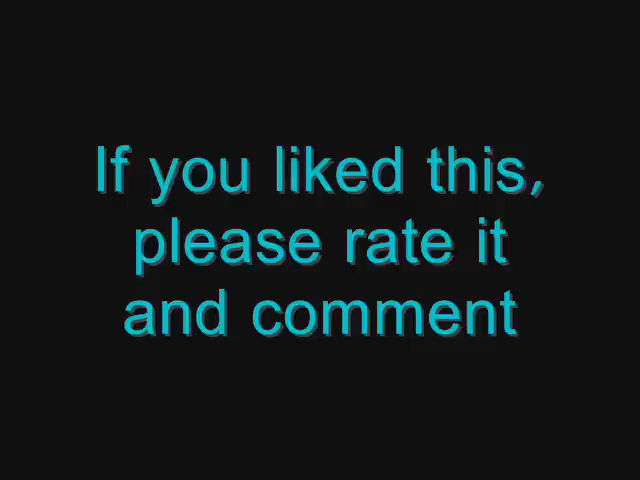 If you liked this,
please rate it
and comment